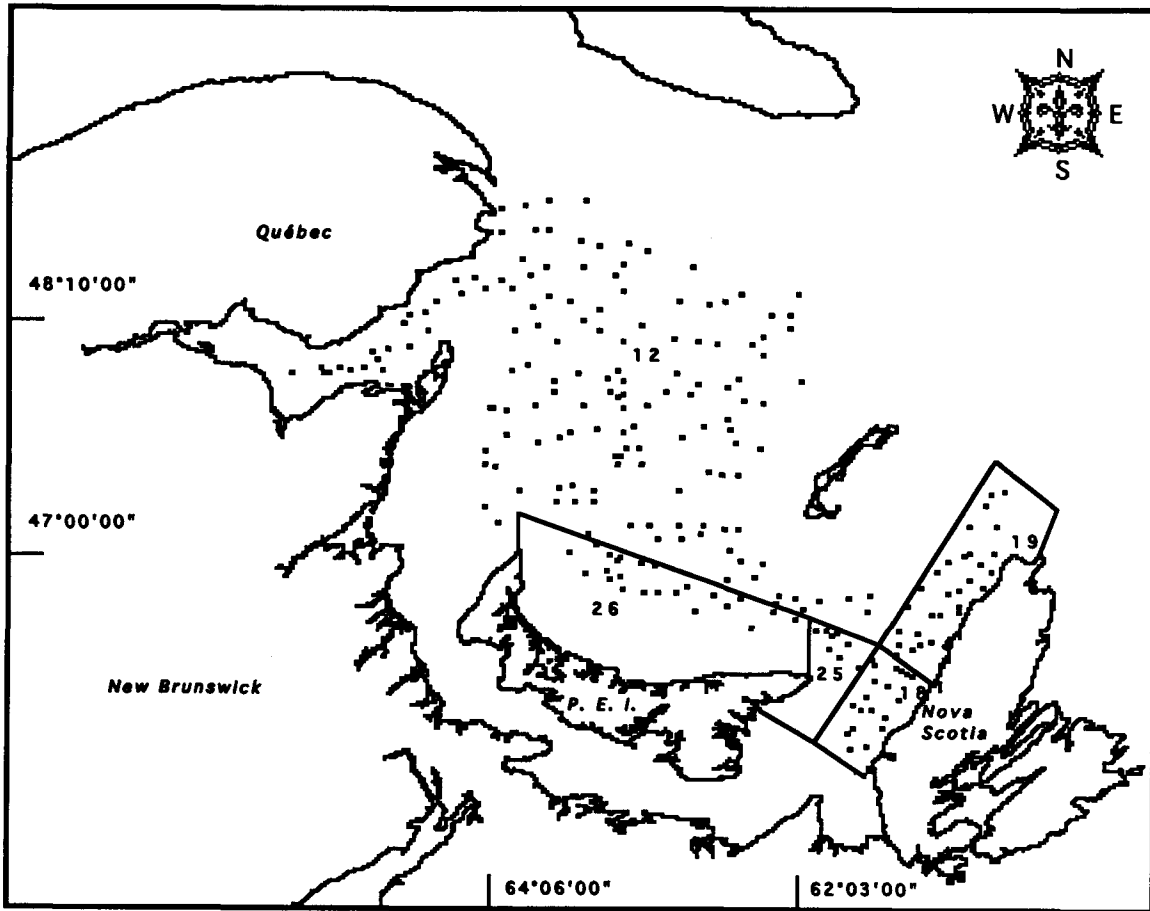 N
W E
S
Québec
48°10'00"
12
47°00'00"
19
26
25
18
New Brunswick
P. E. I.
Nova
Scotia
64°06'00"
62°03'00"